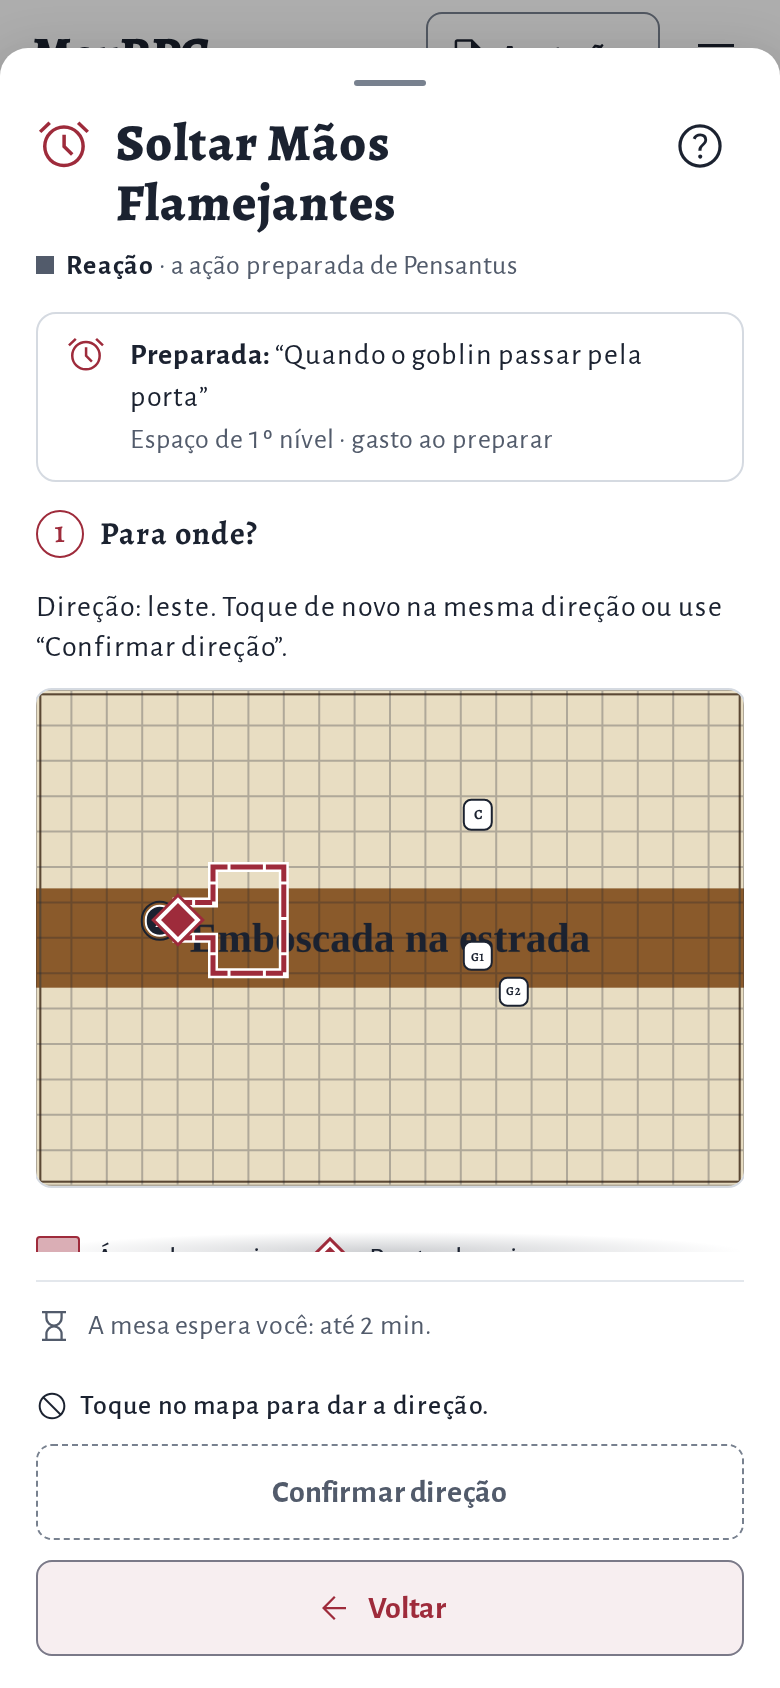 Soltar Mãos
Flamejantes
Reação · a ação preparada de Pensantus
Preparada: “Quando o goblin passar pela
porta”
Espaço de 1º nível · gasto ao preparar
1 Para onde?
Direção: leste. Toque de novo na mesma direção ou use
“Confirmar direção”.
C
Emboscada na estrada
G1
G2
A mesa espera você: até 2 min.
Toque no mapa para dar a direção.
Confirmar direção
Voltar